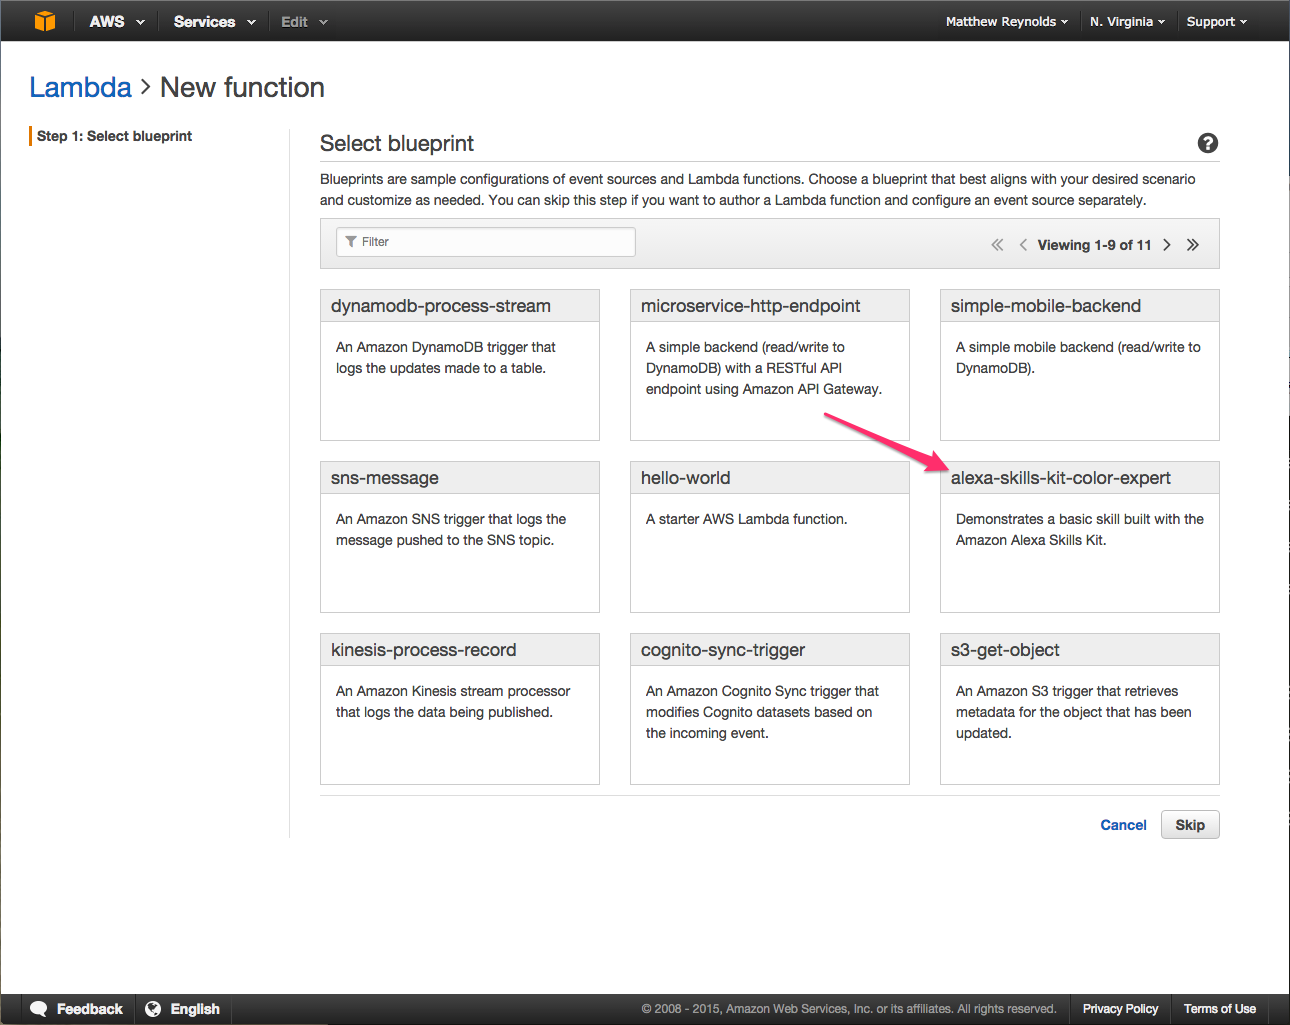 AWS Services Edit Matthew Reynolds N. Virginia Support
Lambda > New function
Step 1: Select blueprint
Select blueprint
?
Blueprints are sample configurations of event sources and Lambda functions. Choose a blueprint that best aligns with your desired scenario
and customize as needed. You can skip this step if you want to author a Lambda function and configure an event source separately.
Filter
« ‹ Viewing 1-9 of 11 › »
dynamodb-process-stream
An Amazon DynamoDB trigger that
logs the updates made to a table.
microservice-http-endpoint
A simple backend (read/write to
DynamoDB) with a RESTful API
endpoint using Amazon API Gateway.
simple-mobile-backend
A simple mobile backend (read/write to
DynamoDB).
sns-message
An Amazon SNS trigger that logs the
message pushed to the SNS topic.
hello-world
A starter AWS Lambda function.
alexa-skills-kit-color-expert
Demonstrates a basic skill built with the
Amazon Alexa Skills Kit.
kinesis-process-record
An Amazon Kinesis stream processor
that logs the data being published.
cognito-sync-trigger
An Amazon Cognito Sync trigger that
modifies Cognito datasets based on
the incoming event.
s3-get-object
An Amazon S3 trigger that retrieves
metadata for the object that has been
updated.
Cancel Skip
Feedback English © 2008 - 2015, Amazon Web Services, Inc. or its affiliates. All rights reserved. Privacy Policy Terms of Use